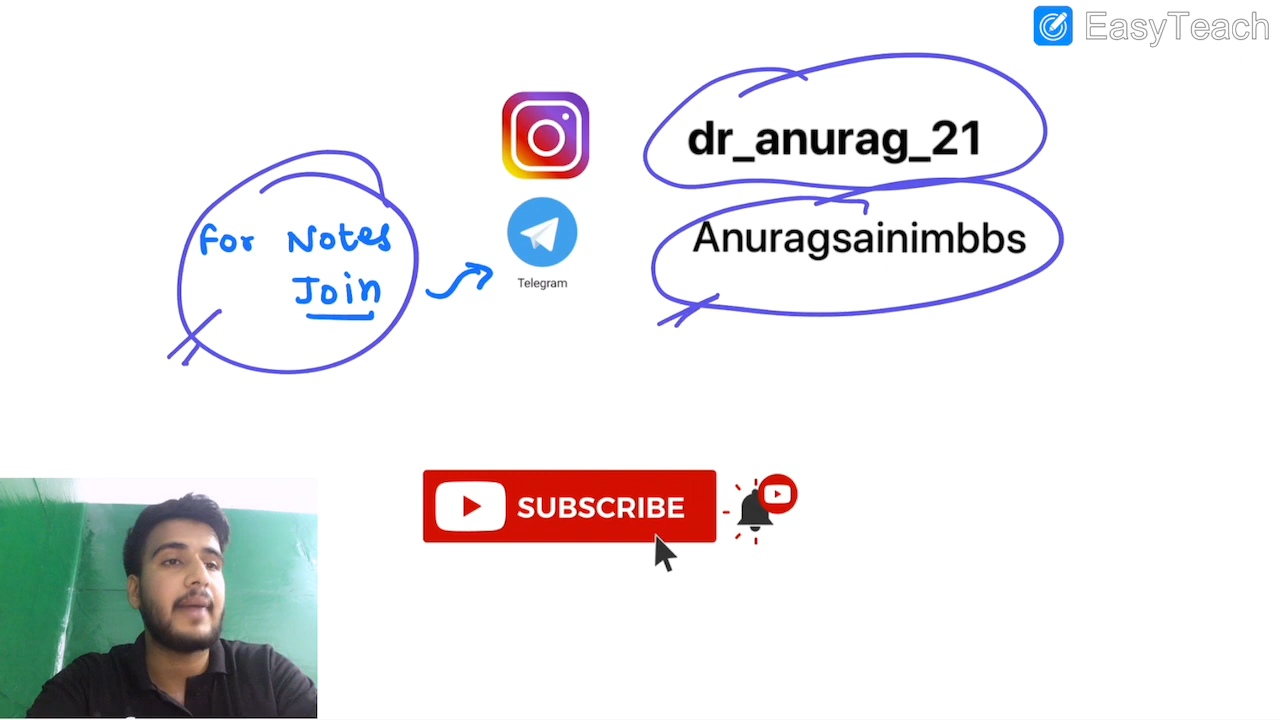 EasyTeach
dr_anurag_21
For Notes
Join
Telegram
Anuragsainimbbs
SUBSCRIBE